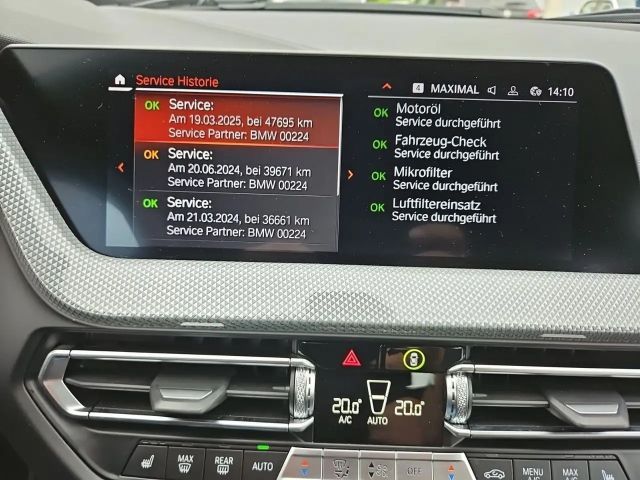 Service Historie
4 MAXIMAL 14:10
OK Service:
Am 19.03.2025, bei 47695 km
Service Partner: BMW 00224
OK Service:
Am 20.06.2024, bei 39671 km
Service Partner: BMW 00224
OK Service:
Am 21.03.2024, bei 36661 km
Service Partner: BMW 00224
OK Motoröl
Service durchgeführt
OK Fahrzeug-Check
Service durchgeführt
OK Mikrofilter
Service durchgeführt
OK Luftfiltereinsatz
Service durchgeführt
20.0 20.0
A/C AUTO
MAX
REAR
AUTO
OFF
MENU
A/C
MAX
A/C